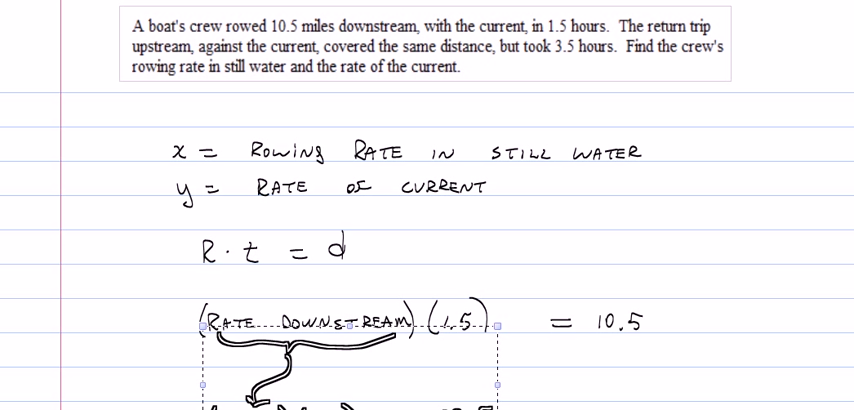 A boat's crew rowed 10.5 miles downstream, with the current, in 1.5 hours.  The return trip
upstream, against the current, covered the same distance, but took 3.5 hours.  Find the crew's
rowing rate in still water and the rate of the current.
x = ROWING RATE IN STILL WATER
y = RATE OF CURRENT
R · t = d
(RATE DOWNSTREAM) (1.5) = 10.5